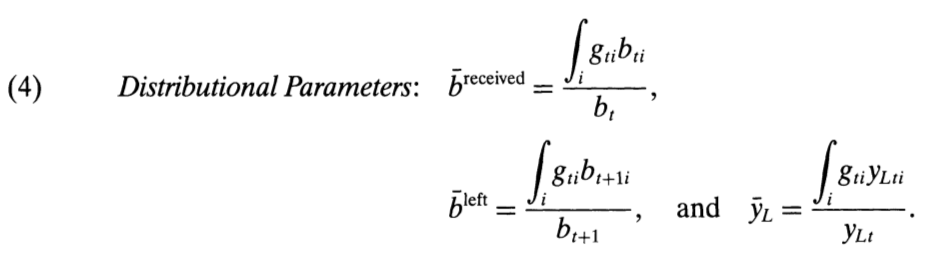 (4) Distributional Parameters: b̄^received = ∫_i g_ti b_ti / b_t,
b̄^left = ∫_i g_ti b_t+1i / b_t+1, and ȳ_L = ∫_i g_ti y_Lti / y_Lt.